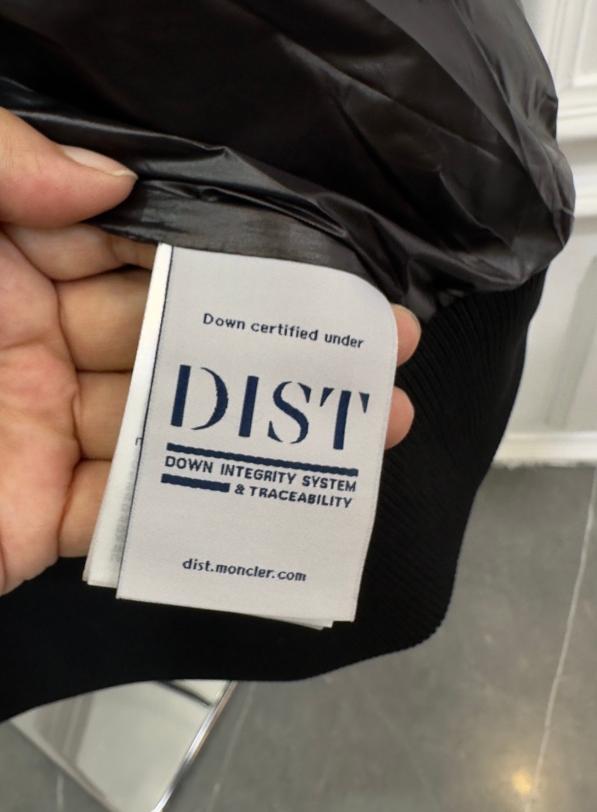 Down certified under
DIST
DOWN INTEGRITY SYSTEM
& TRACEABILITY
dist.moncler.com